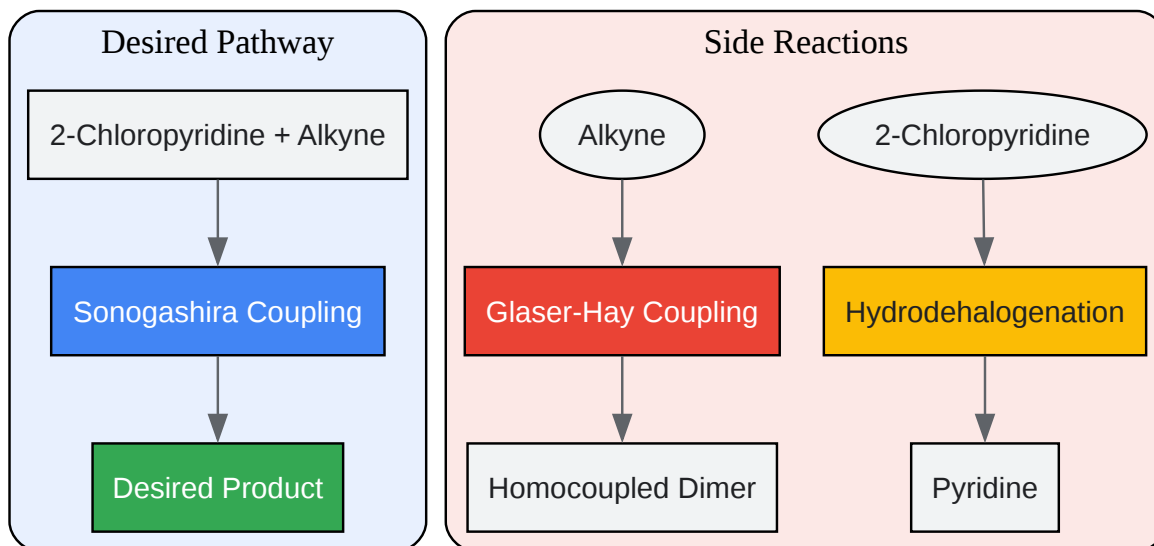 Desired Pathway
2-Chloropyridine + Alkyne
Sonogashira Coupling
Desired Product
Side Reactions
Alkyne
2-Chloropyridine
Glaser-Hay Coupling
Hydrodehalogenation
Homocoupled Dimer
Pyridine